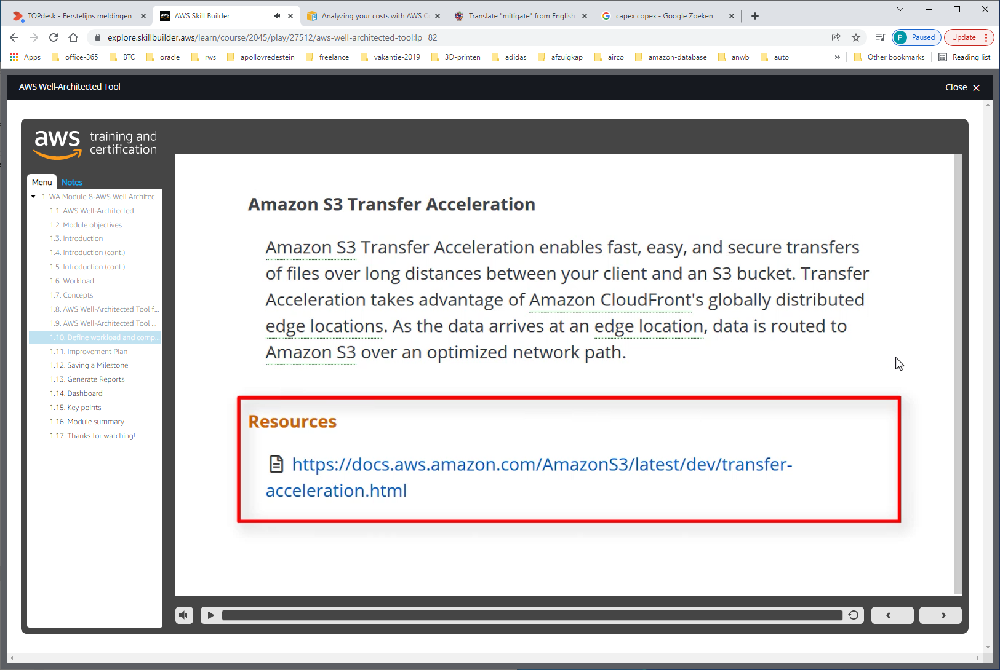 TOPdesk - Eerstelijns meldingen
AWS Skill Builder
Analyzing your costs with AWS C
Translate "mitigate" from English
capex copex - Google Zoeken
explore.skillbuilder.aws/learn/course/2045/play/27512/aws-well-architected-tool;lp=82
P Paused
Update
Apps office-365 BTC oracle rws apollovredestein freelance vakantie-2019 3D-printen adidas afzuigkap airco amazon-database anwb auto » Other bookmarks Reading list
AWS Well-Architected Tool
Close
aws training and
certification
Menu Notes
1. WA Module 8-AWS Well Architec...
1.1. AWS Well-Architected
1.2. Module objectives
1.3. Introduction
1.4. Introduction (cont.)
1.5. Introduction (cont.)
1.6. Workload
1.7. Concepts
1.8. AWS Well-Architected Tool f...
1.9. AWS Well-Architected Tool ...
1.10. Define workload and comp...
1.11. Improvement Plan
1.12. Saving a Milestone
1.13. Generate Reports
1.14. Dashboard
1.15. Key points
1.16. Module summary
1.17. Thanks for watching!
Amazon S3 Transfer Acceleration
Amazon S3 Transfer Acceleration enables fast, easy, and secure transfers
of files over long distances between your client and an S3 bucket. Transfer
Acceleration takes advantage of Amazon CloudFront's globally distributed
edge locations. As the data arrives at an edge location, data is routed to
Amazon S3 over an optimized network path.
Resources
https://docs.aws.amazon.com/AmazonS3/latest/dev/transfer-
acceleration.html